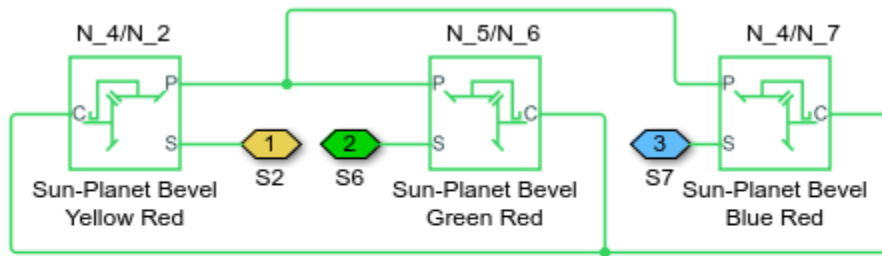 N_4/N_2
N_5/N_6
N_4/N_7
P
C
S
P
C
S
P
C
S
1
2
3
S2
S6
S7
Sun-Planet Bevel
Yellow Red
Sun-Planet Bevel
Green Red
Sun-Planet Bevel
Blue Red